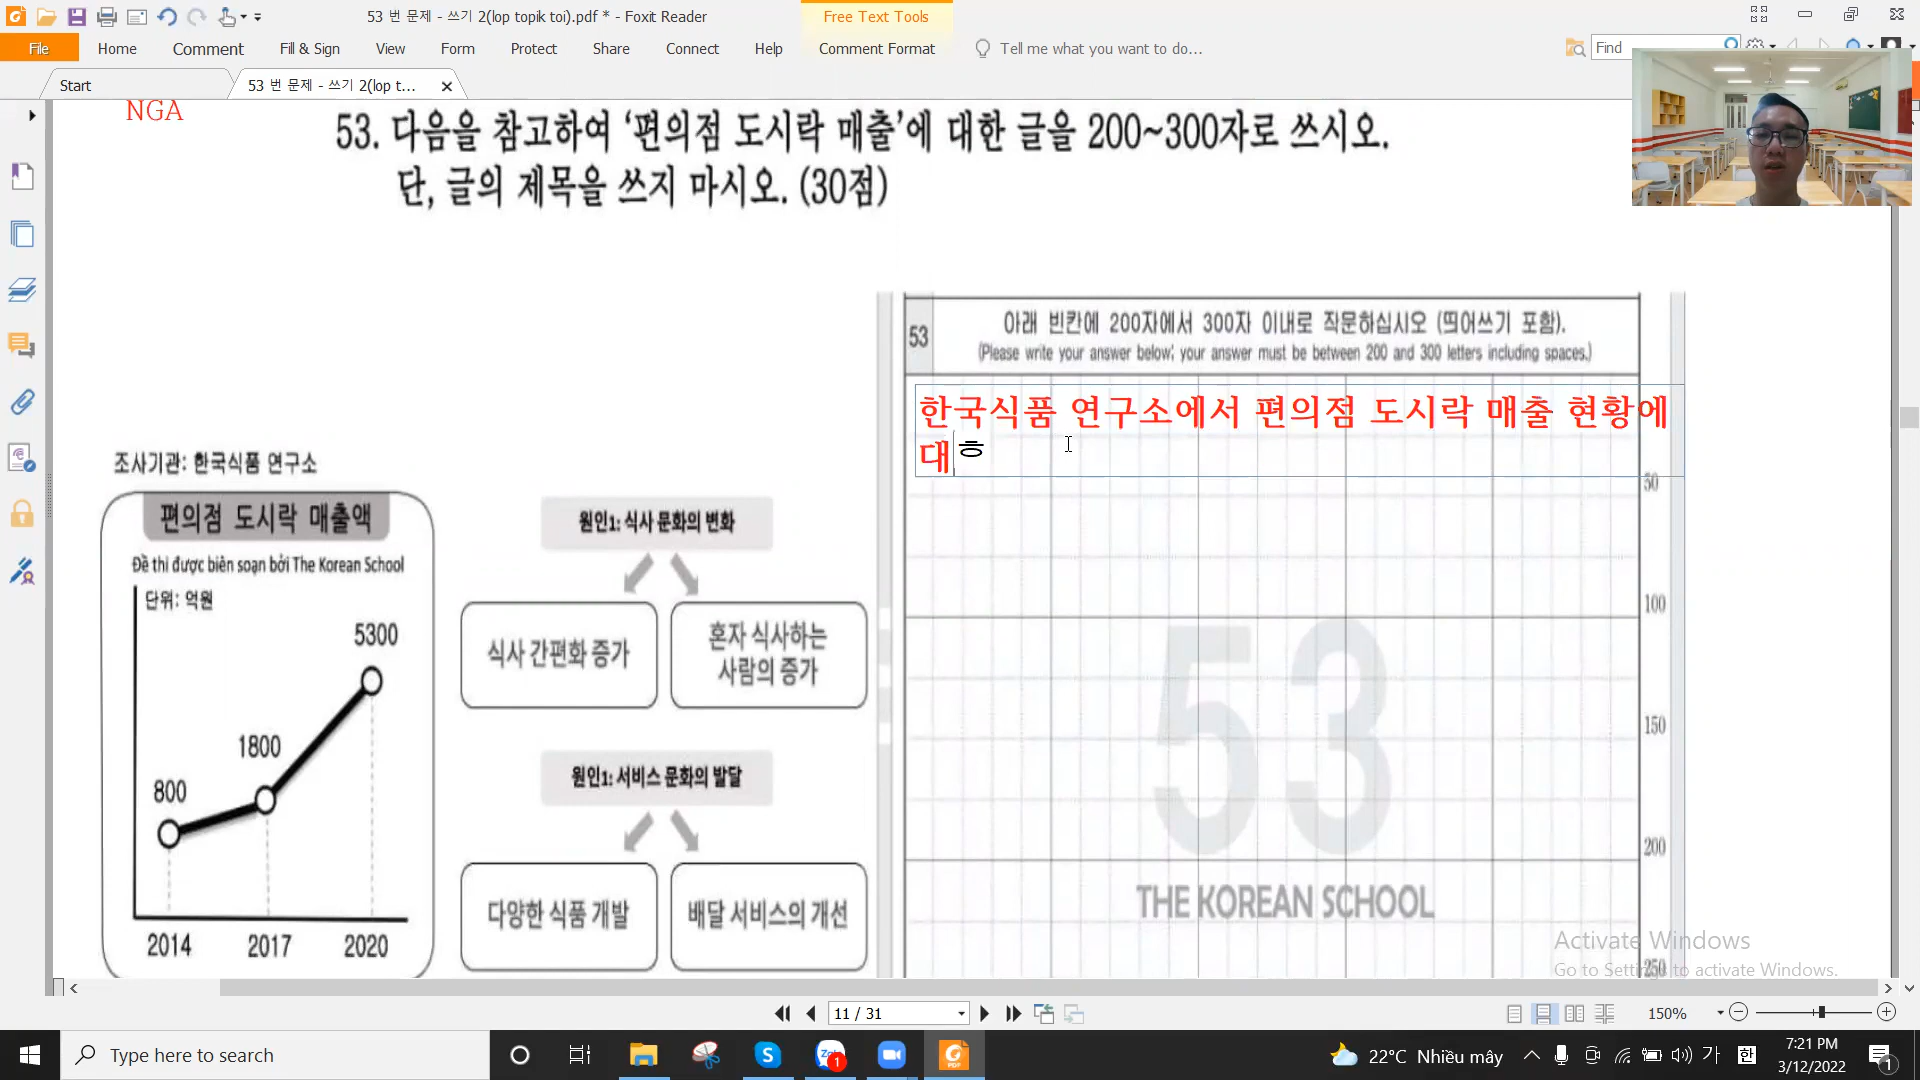 53 번 문제 - 쓰기 2(lop topik toi).pdf * - Foxit Reader
Free Text Tools
File
Home
Comment
Fill & Sign
View
Form
Protect
Share
Connect
Help
Comment Format
Tell me what you want to do...
Find
Start
53 번 문제 - 쓰기 2(lop t...
NGA
53. 다음을 참고하여 ‘편의점 도시락 매출’에 대한 글을 200~300자로 쓰시오.
단, 글의 제목을 쓰지 마시오. (30점)
53
아래 빈칸에 200자에서 300자 이내로 작문하십시오 (띄어쓰기 포함).
(Please write your answer below; your answer must be between 200 and 300 letters including spaces.)
한국식품 연구소에서 편의점 도시락 매출 현황에
대ㅎ
50
100
150
200
250
53
THE KOREAN SCHOOL
조사기관: 한국식품 연구소
편의점 도시락 매출액
Đề thi được biên soạn bởi The Korean School
단위: 억원
5300
1800
800
2014
2017
2020
원인1: 식사 문화의 변화
식사 간편화 증가
혼자 식사하는
사람의 증가
원인1: 서비스 문화의 발달
다양한 식품 개발
배달 서비스의 개선
Activate Windows
Go to Settings to activate Windows.
11 / 31
150%
Type here to search
1
22°C Nhiều mây
가
한
7:21 PM
3/12/2022
1